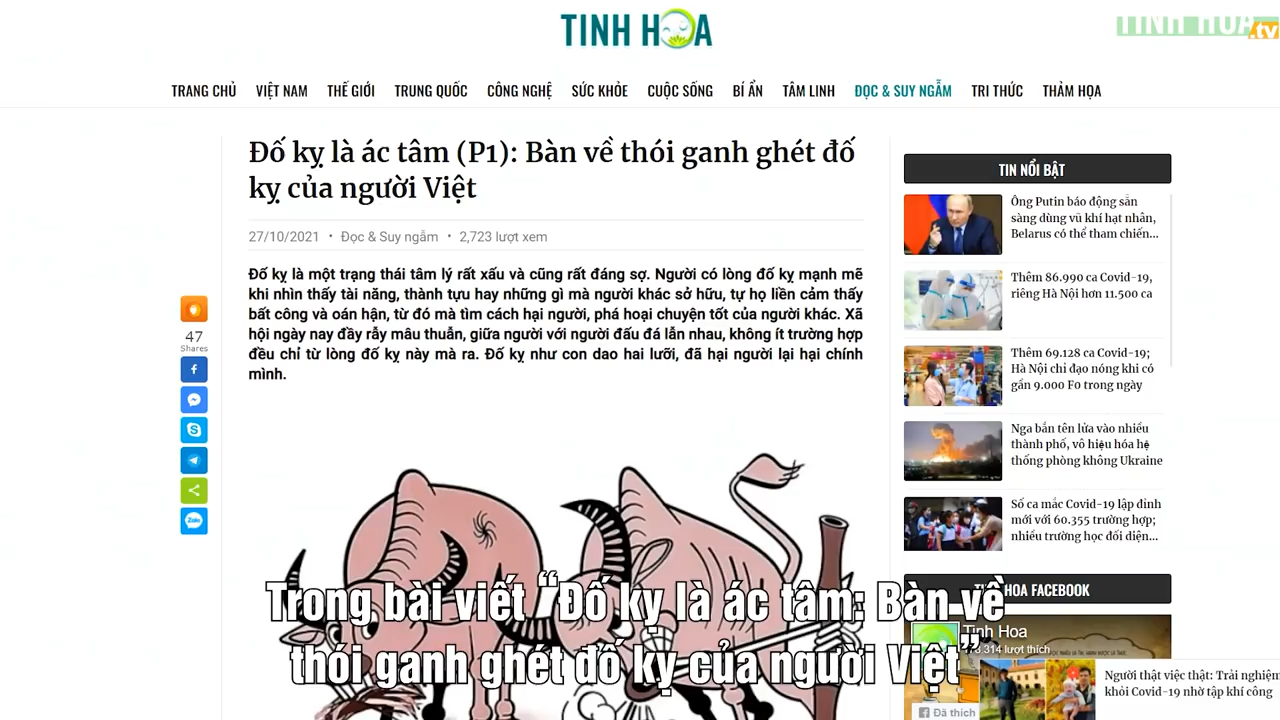 TINH HOA
TINH HOA
.tv
TRANG CHỦ VIỆT NAM THẾ GIỚI TRUNG QUỐC CÔNG NGHỆ SỨC KHỎE CUỘC SỐNG BÍ ẨN TÂM LINH ĐỌC & SUY NGẪM TRI THỨC THẢM HỌA
Đố kỵ là ác tâm (P1): Bàn về thói ganh ghét đố
kỵ của người Việt
27/10/2021 • Đọc & Suy ngẫm • 2,723 lượt xem
Đố kỵ là một trạng thái tâm lý rất xấu và cũng rất đáng sợ. Người có lòng đố kỵ mạnh mẽ
khi nhìn thấy tài năng, thành tựu hay những gì mà người khác sở hữu, tự họ liền cảm thấy
bất công và oán hận, từ đó mà tìm cách hại người, phá hoại chuyện tốt của người khác. Xã
hội ngày nay đầy rẫy mâu thuẫn, giữa người với người đấu đá lẫn nhau, không ít trường hợp
đều chỉ từ lòng đố kỵ này mà ra. Đố kỵ như con dao hai lưỡi, đã hại người lại hại chính
mình.
47
Shares
Zalo
TIN NỔI BẬT
Ông Putin báo động sẵn
sàng dùng vũ khí hạt nhân,
Belarus có thể tham chiến...
Thêm 86.990 ca Covid-19,
riêng Hà Nội hơn 11.500 ca
Thêm 69.128 ca Covid-19;
Hà Nội chỉ đạo nóng khi có
gần 9.000 F0 trong ngày
Nga bắn tên lửa vào nhiều
thành phố, vô hiệu hóa hệ
thống phòng không Ukraine
Số ca mắc Covid-19 lập đỉnh
mới với 60.355 trường hợp;
nhiều trường học đối diện...
HOA FACEBOOK
Tinh Hoa
lượt thích
Đã thích
Người thật việc thật: Trải nghiệm
khỏi Covid-19 nhờ tập khí công
Trong bài viết “Đố kỵ là ác tâm: Bàn về
thói ganh ghét đố kỵ của người Việt”